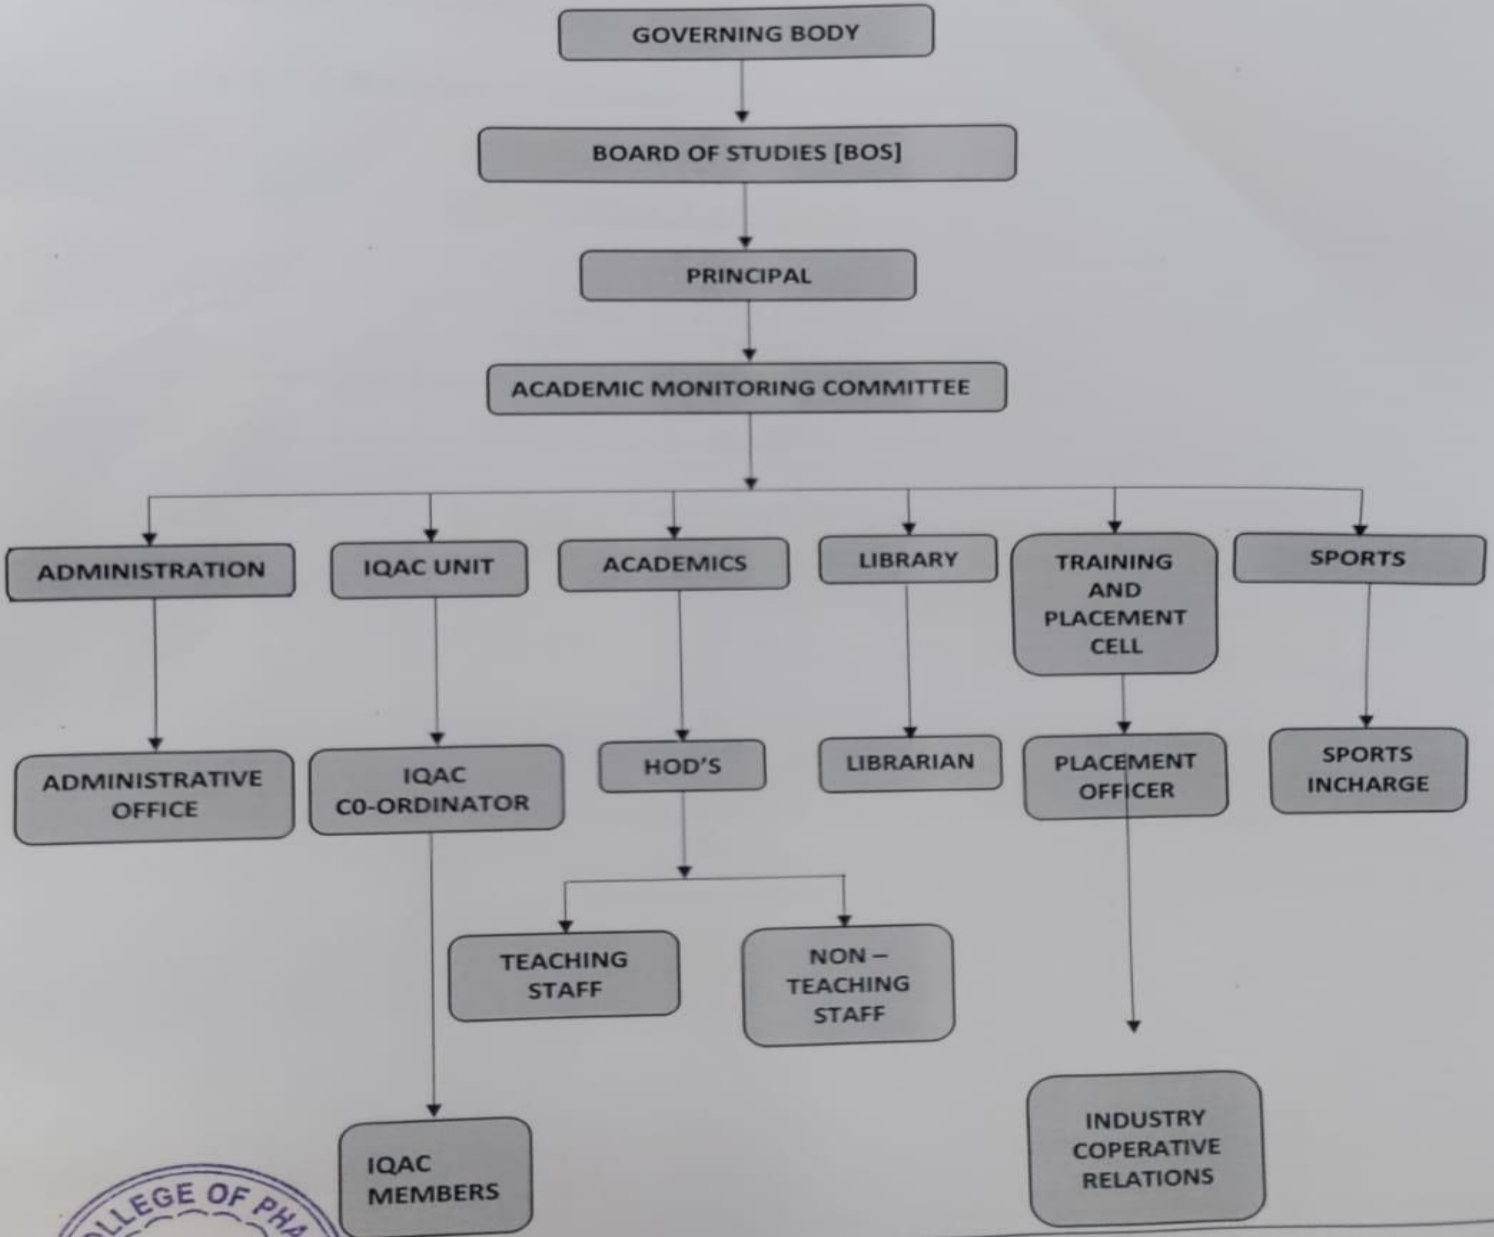 GOVERNING BODY
BOARD OF STUDIES [BOS]
PRINCIPAL
ACADEMIC MONITORING COMMITTEE
ADMINISTRATION
IQAC UNIT
ACADEMICS
LIBRARY
TRAINING
AND
PLACEMENT
CELL
SPORTS
ADMINISTRATIVE
OFFICE
IQAC
C0-ORDINATOR
HOD'S
LIBRARIAN
PLACEMENT
OFFICER
SPORTS
INCHARGE
TEACHING
STAFF
NON –
TEACHING
STAFF
IQAC
MEMBERS
INDUSTRY
COPERATIVE
RELATIONS
OLLEGE OF PHA